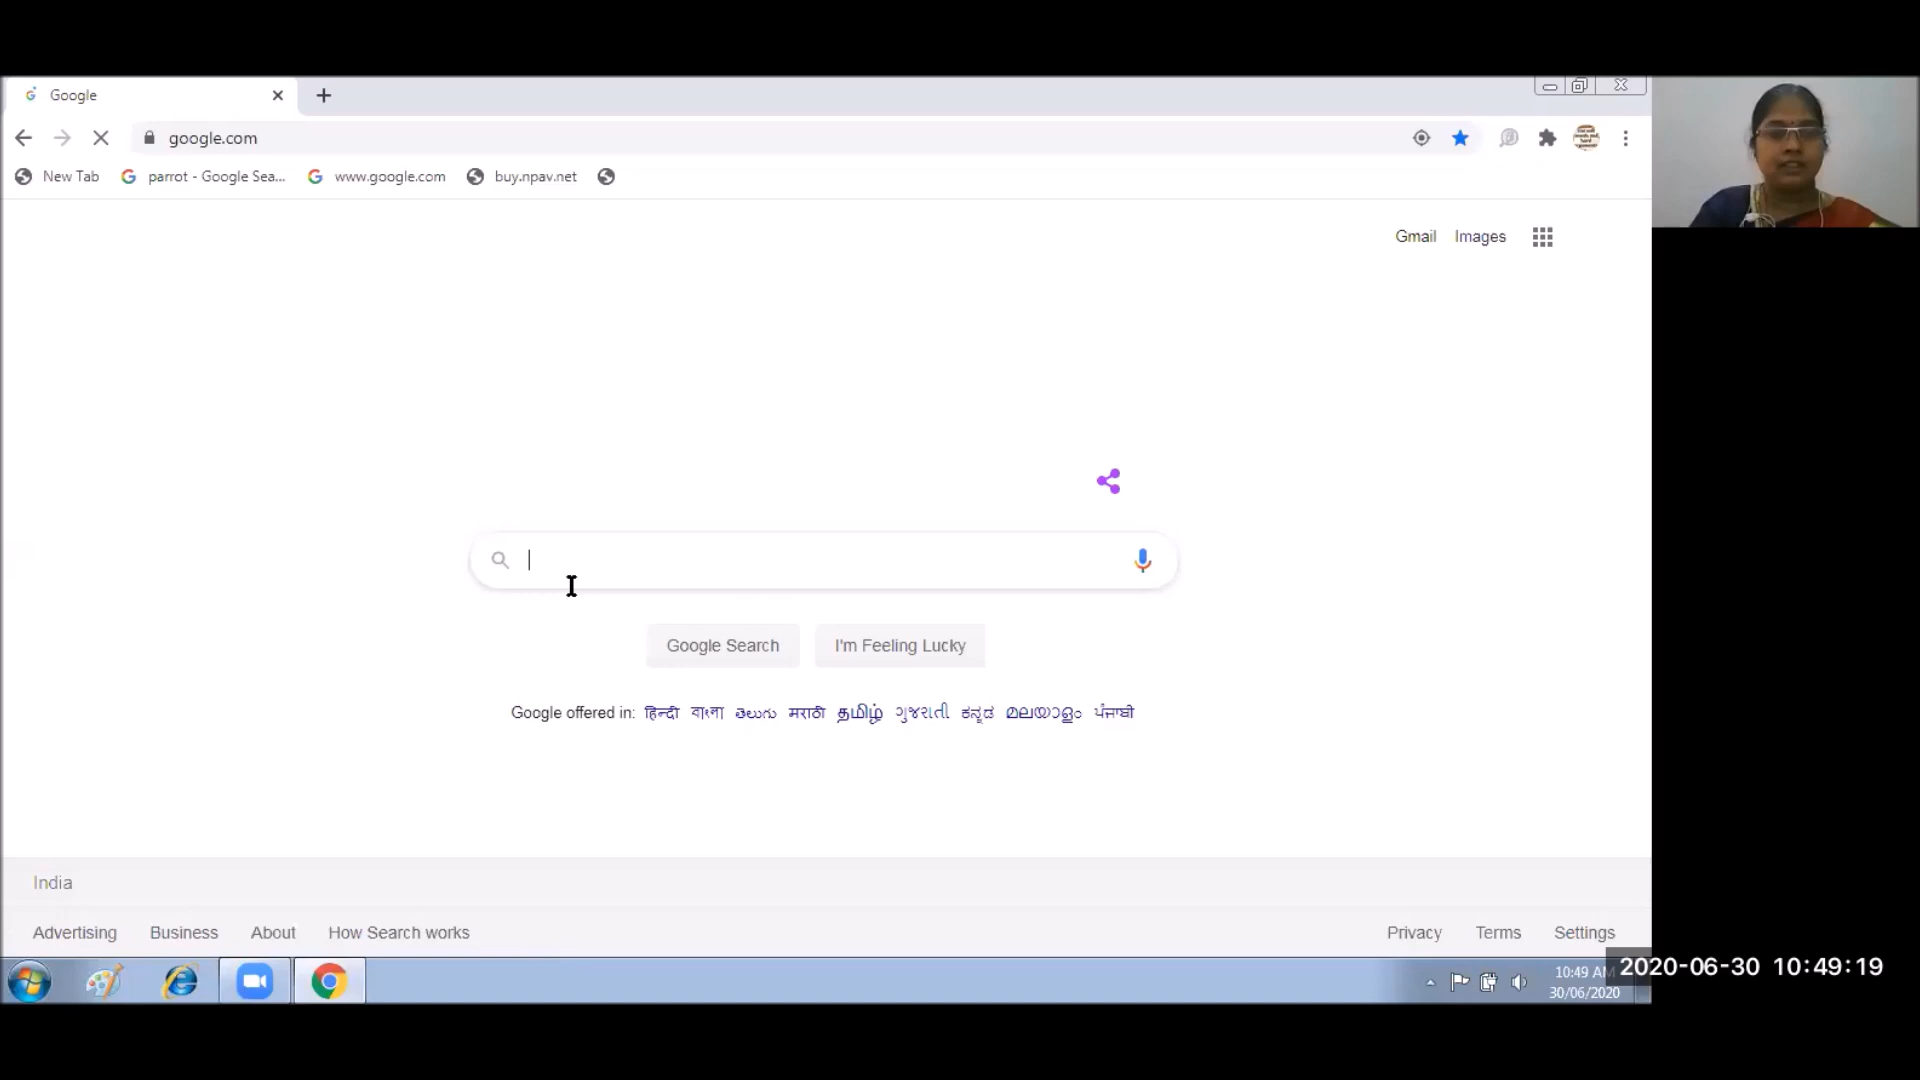 Google
google.com
New Tab parrot - Google Sea... www.google.com buy.npav.net
Gmail Images
Google Search I'm Feeling Lucky
Google offered in: हिन्दी বাংলা తెలుగు मराठी தமிழ் ગુજરાતી ಕನ್ನಡ മലയാളം ਪੰਜਾਬੀ
India
Advertising Business About How Search works Privacy Terms Settings
10:49 AM
30/06/2020
2020-06-30 10:49:19